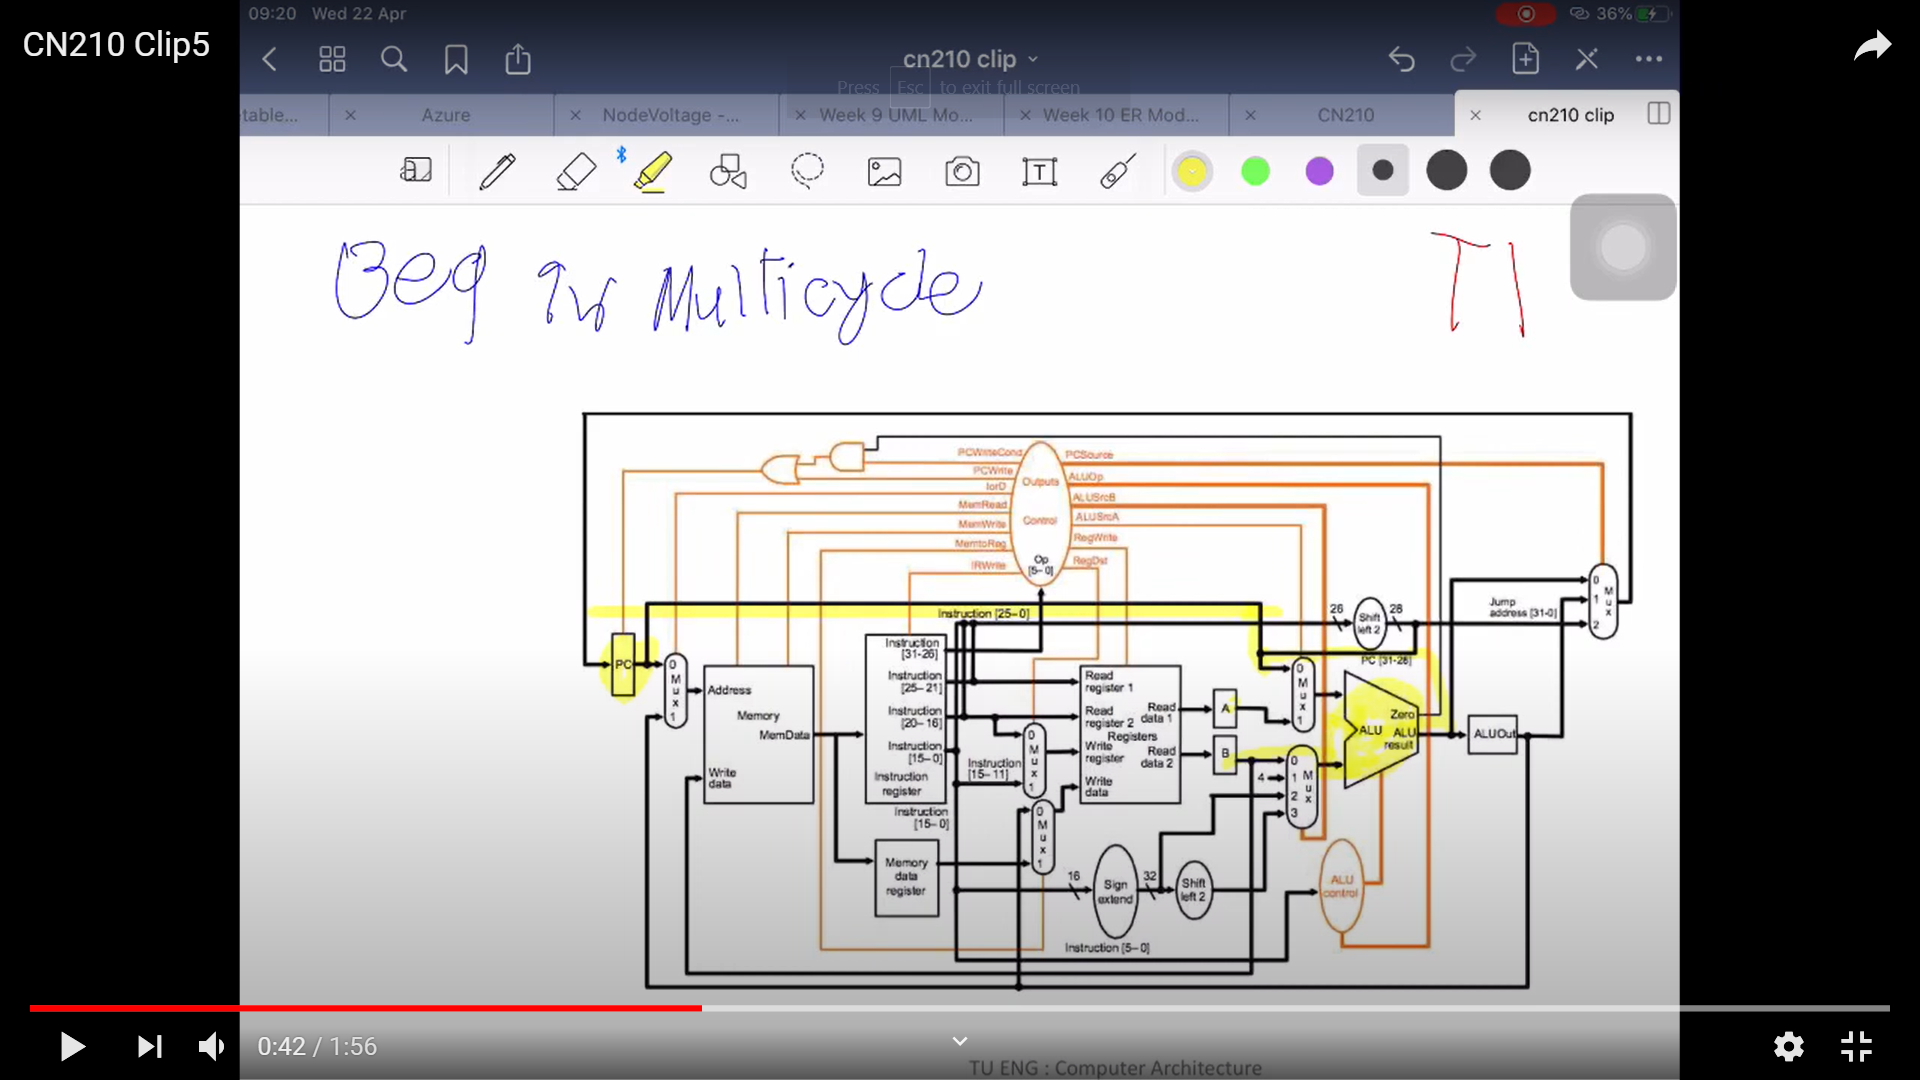 09:20 Wed 22 Apr
36%
CN210 Clip5
cn210 clip
Press Esc to exit full screen
etable...
× Azure
× NodeVoltage -...
× Week 9 UML Mo...
× Week 10 ER Mod...
× CN210
× cn210 clip
Beq ใน Multicycle
T1
PCWriteCond
PCWrite
IorD
MemRead
MemWrite
MemtoReg
IRWrite
Outputs
Control
Op
[5–0]
PCSource
ALUOp
ALUSrcB
ALUSrcA
RegWrite
RegDst
Instruction [25–0]
26
Shift
left 2
28
Jump
address [31-0]
PC [31-28]
0
1
2
M
u
x
PC
0
M
u
x
1
Address
Memory
MemData
Write
data
Instruction
[31-26]
Instruction
[25–21]
Instruction
[20–16]
Instruction
[15–0]
Instruction
register
Instruction
[15–11]
Instruction
[15–0]
Memory
data
register
0
M
u
x
1
0
M
u
x
1
Read
register 1
Read
register 2
Registers
Write
register
Write
data
Read
data 1
Read
data 2
A
B
0
M
u
x
1
4
0
1
2
3
M
u
x
Zero
ALU
ALU
result
ALUOut
16
Sign
extend
32
Shift
left 2
ALU
control
Instruction [5–0]
0:42 / 1:56
TU ENG : Computer Architecture